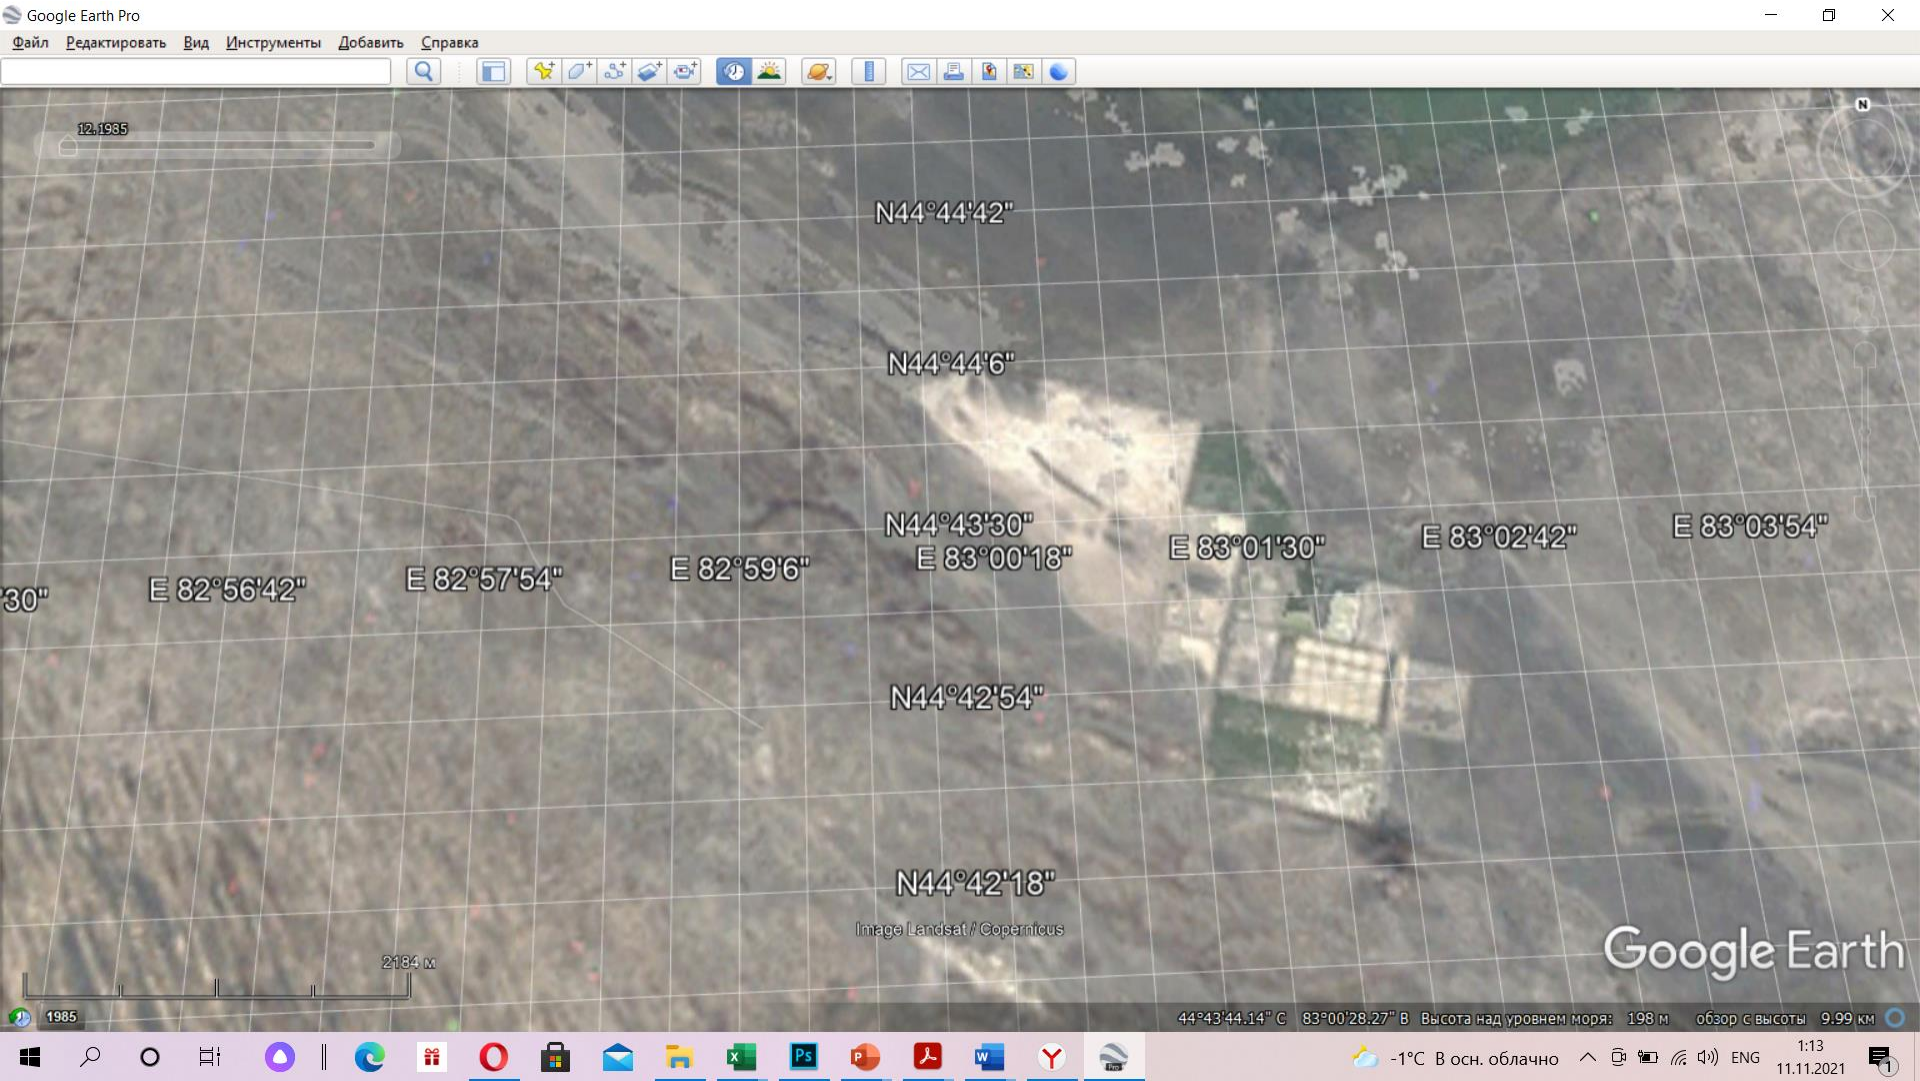 Google Earth Pro
Файл Редактировать Вид Инструменты Добавить Справка
12.1985
N
N44°44'42"
N44°44'6"
N44°43'30"
'30" E 82°56'42" E 82°57'54" E 82°59'6" E 83°00'18" E 83°01'30" E 83°02'42" E 83°03'54"
N44°42'54"
N44°42'18"
Image Landsat / Copernicus
Google Earth
2184 м
1985
44°43'44.14" С 83°00'28.27" В Высота над уровнем моря: 198 м обзор с высоты 9.99 км
X Ps P W Y Pro
-1°C В осн. облачно ENG
1:13
11.11.2021
1